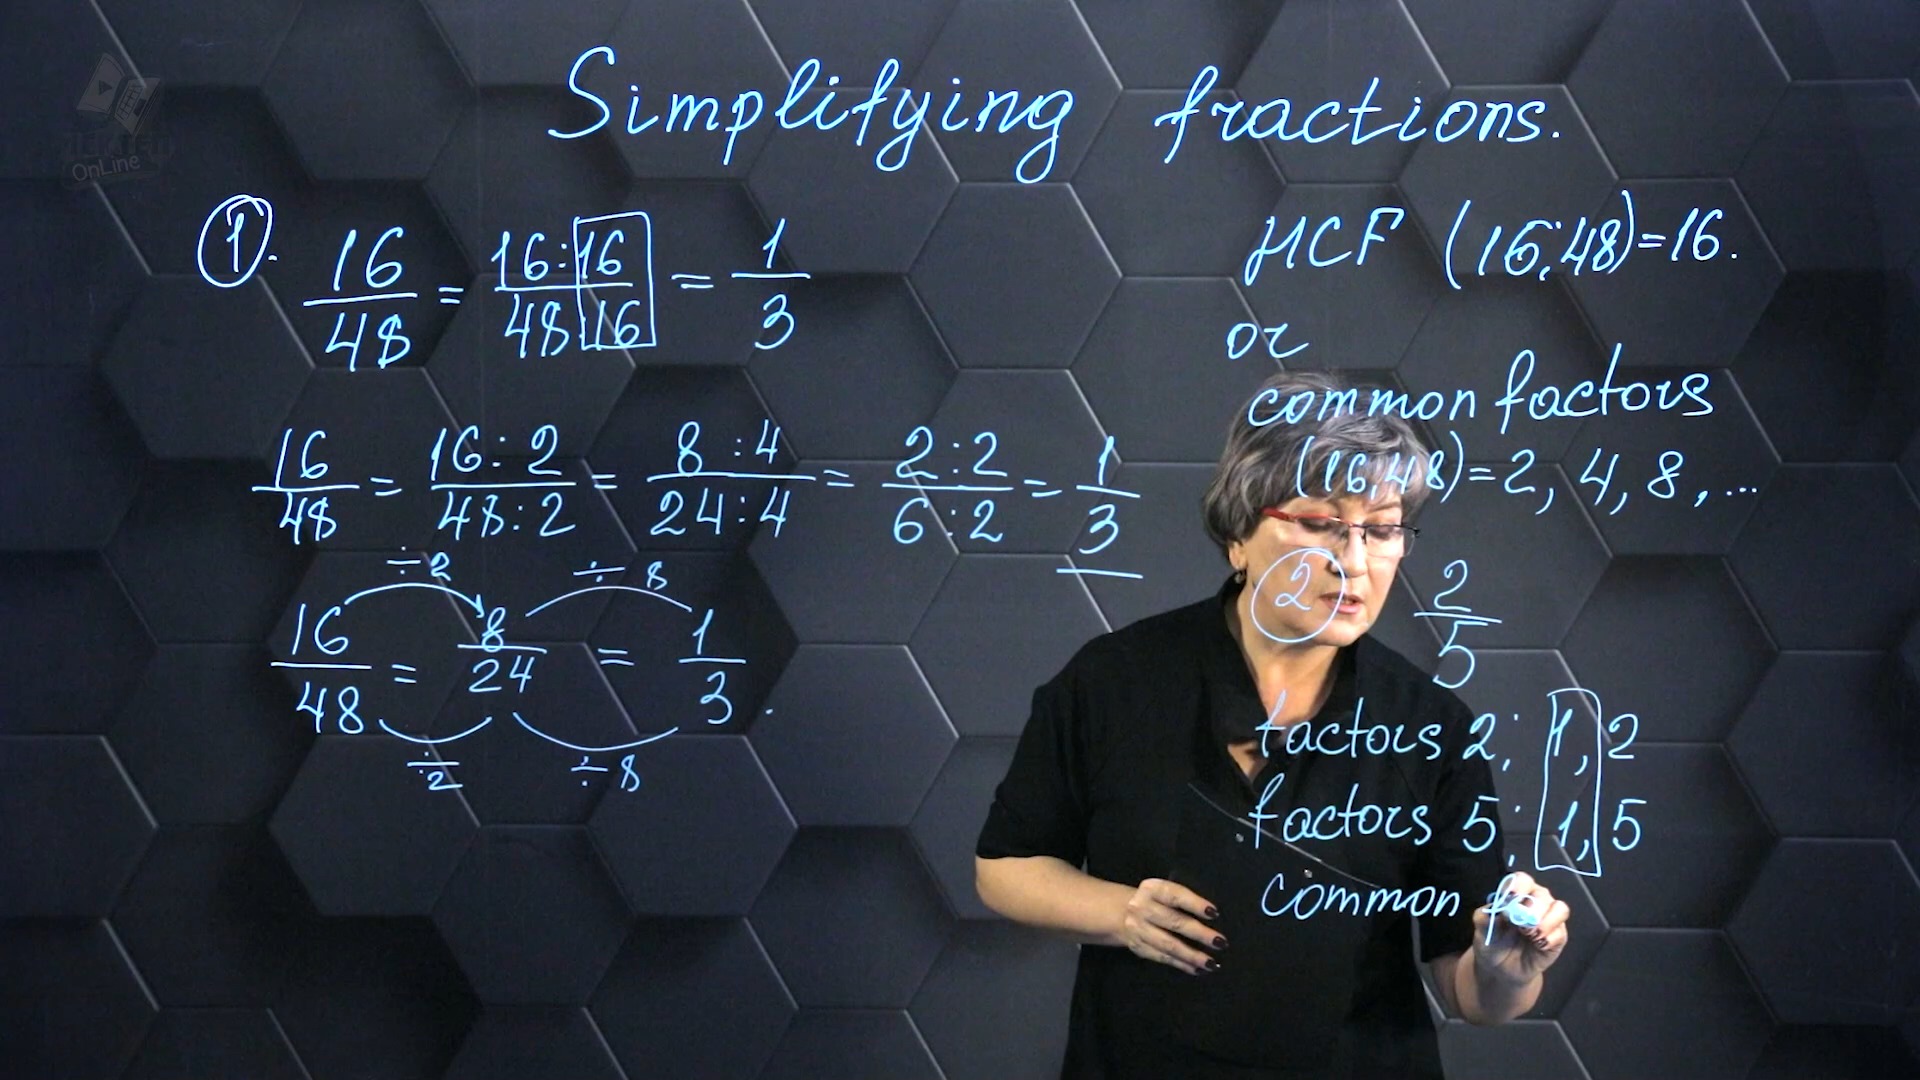 Simplifying fractions.
1. 16/48 = 16:16/48:16 = 1/3
16/48 = 16:2/48:2 = 8:4/24:4 = 2:2/6:2 = 1/3
÷2 ÷8
16/48 = 8/24 = 1/3.
÷2 ÷8
HCF (16;48)=16.
or
common factors
(16,48)=2, 4, 8, ...
2 2/5
factors 2: 1, 2
factors 5: 1, 5
common fa
OnLine